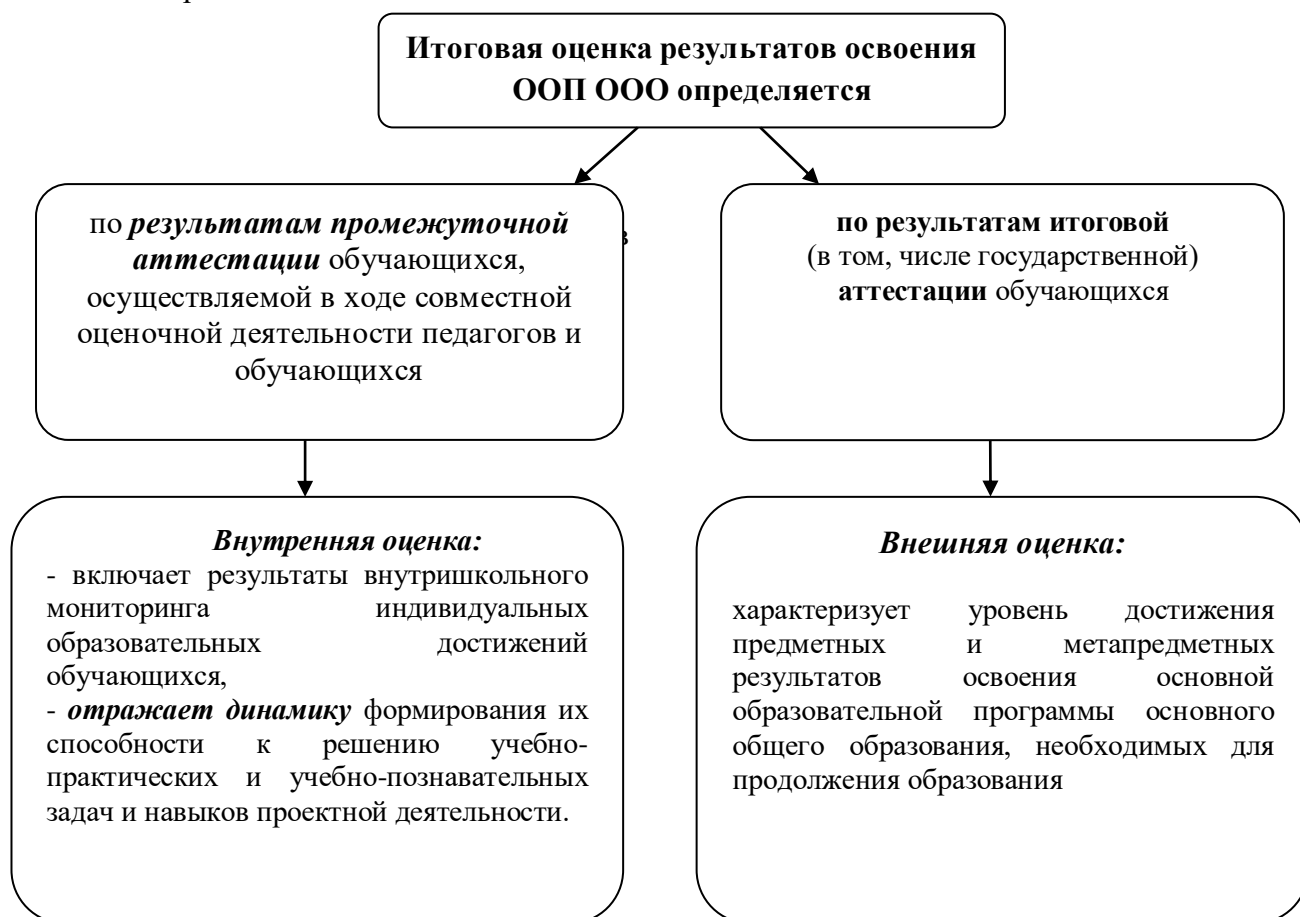 Итоговая оценка результатов освоения
ООП ООО определяется
по результатам промежуточной
аттестации обучающихся,
осуществляемой в ходе совместной
оценочной деятельности педагогов и
обучающихся
в
по результатам итоговой
(в том, числе государственной)
аттестации обучающихся
Внутренняя оценка:
- включает результаты внутришкольного
мониторинга индивидуальных
образовательных достижений
обучающихся,
- отражает динамику формирования их
способности к решению учебно-
практических и учебно-познавательных
задач и навыков проектной деятельности.
Внешняя оценка:
характеризует уровень достижения
предметных и метапредметных
результатов освоения основной
образовательной программы основного
общего образования, необходимых для
продолжения образования